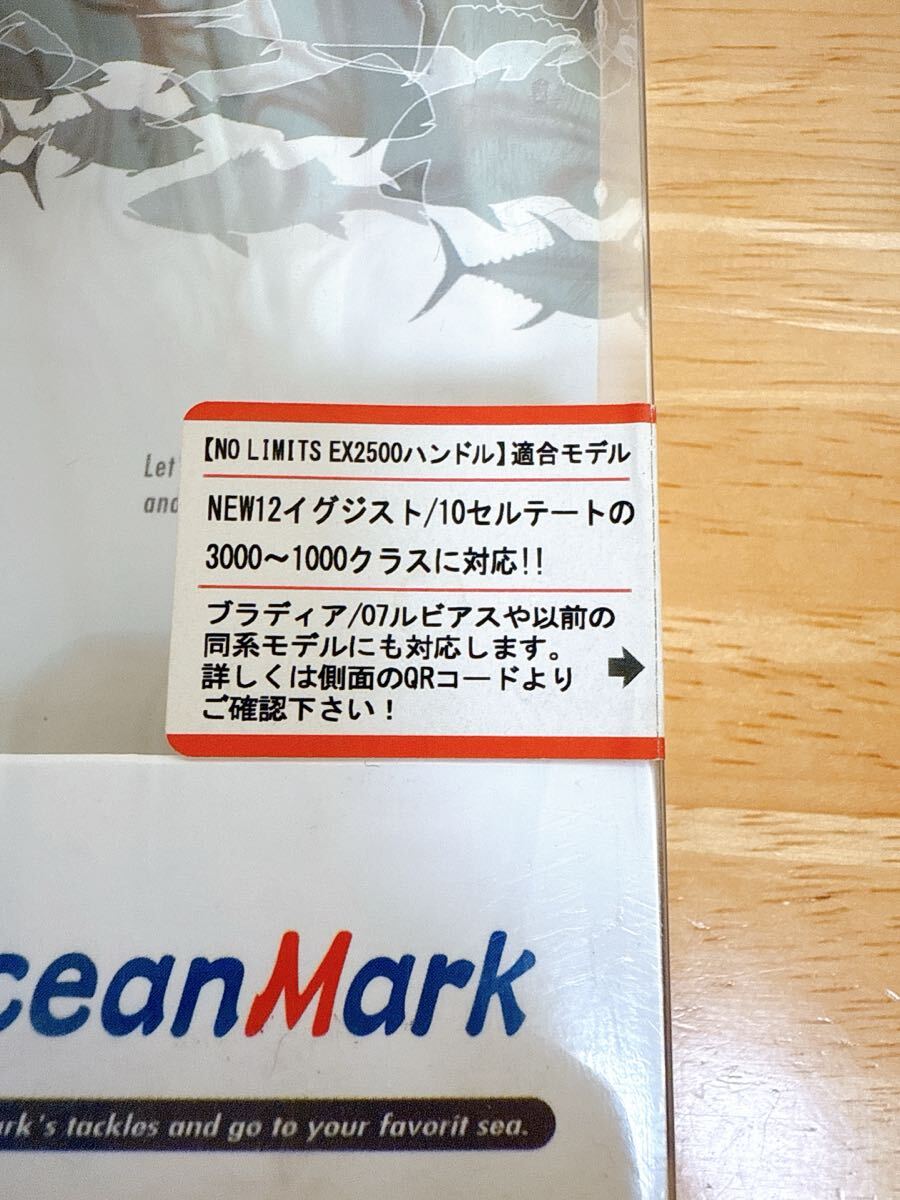 Let'
and
【NO LIMITS EX2500ハンドル】適合モデル
NEW12イグジスト/10セルテートの
3000～1000クラスに対応!!
ブラディア/07ルビアスや以前の
同系モデルにも対応します。
詳しくは側面のQRコードより
ご確認下さい！
ceanMark
ark's tackles and go to your favorit sea.